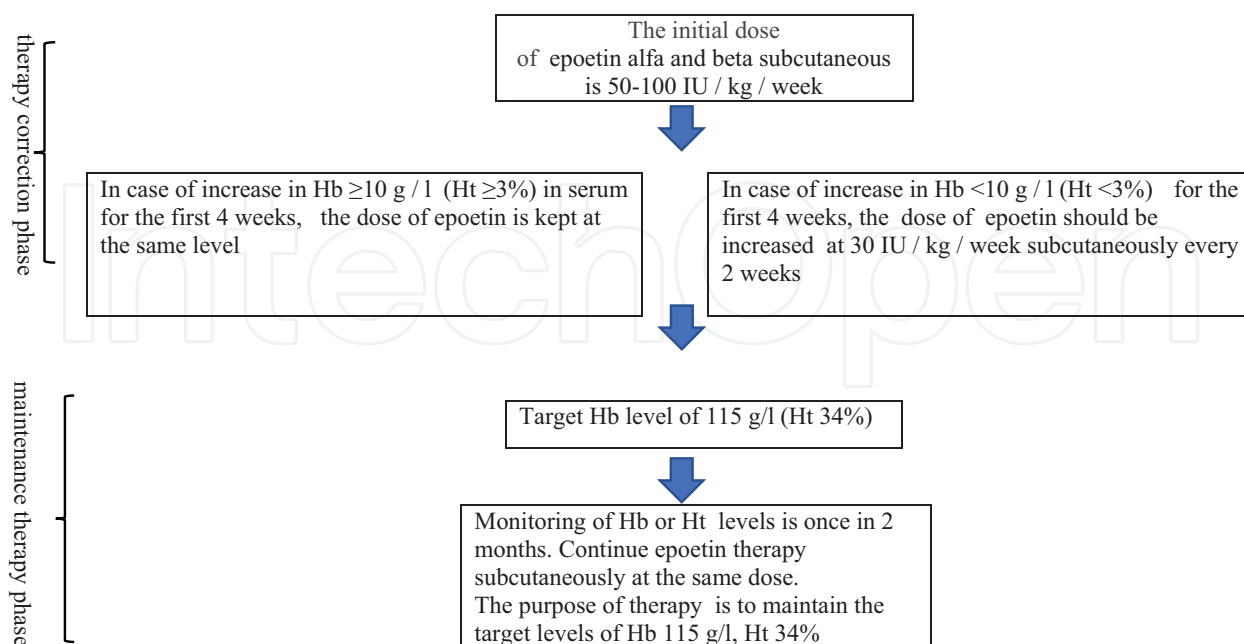 The initial dose
of epoetin alfa and beta subcutaneous
is 50-100 IU / kg / week
therapy correction phase
In case of increase in Hb ≥10 g / l (Ht ≥3%) in serum
for the first 4 weeks, the dose of epoetin is kept at
the same level
In case of increase in Hb <10 g / l (Ht <3%) for the
first 4 weeks, the dose of epoetin should be
increased at 30 IU / kg / week subcutaneously every
2 weeks
IntechOpen
maintenance therapy phase
Target Hb level of 115 g/l (Ht 34%)
Monitoring of Hb or Ht levels is once in 2
months. Continue epoetin therapy
subcutaneously at the same dose.
The purpose of therapy is to maintain the
target levels of Hb 115 g/l, Ht 34%